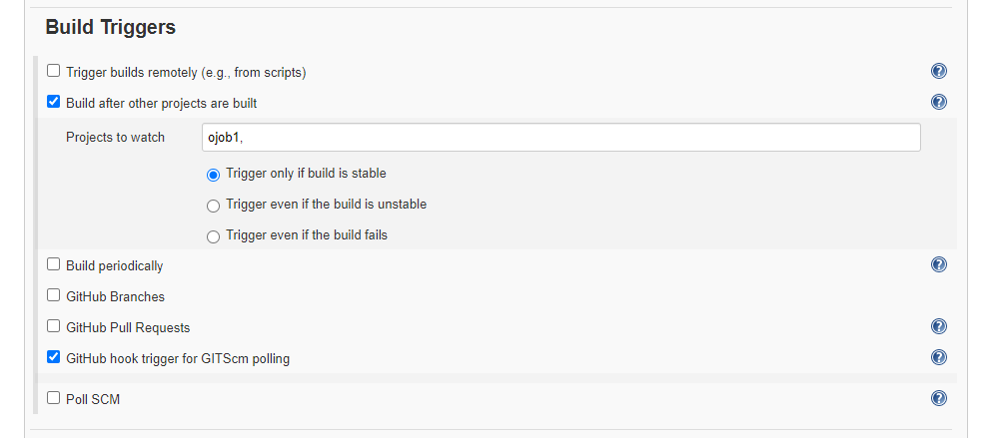 Build Triggers
Trigger builds remotely (e.g., from scripts)
Build after other projects are built
Projects to watch ojob1,
Trigger only if build is stable
Trigger even if the build is unstable
Trigger even if the build fails
Build periodically
GitHub Branches
GitHub Pull Requests
GitHub hook trigger for GITScm polling
Poll SCM